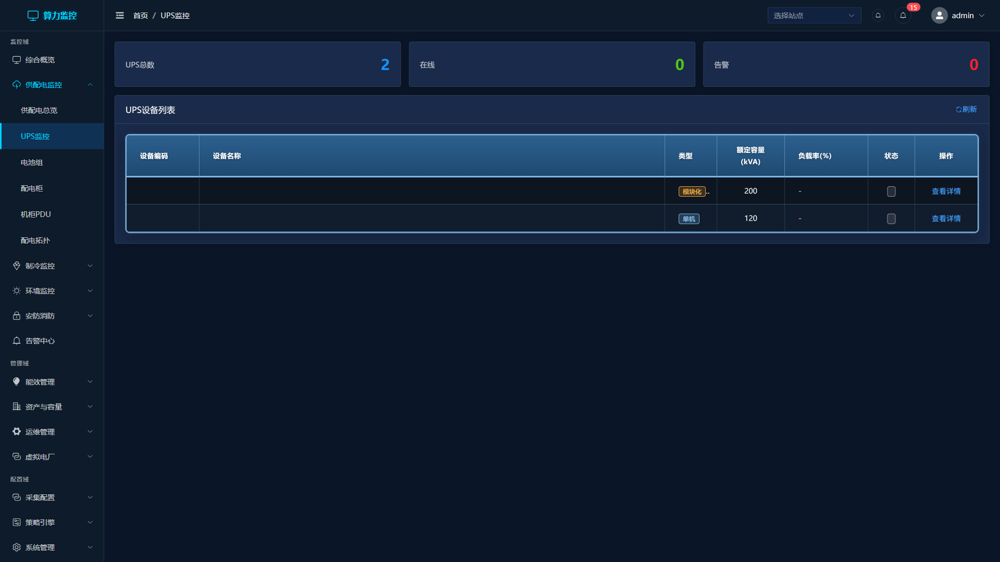 算力监控
监控域
综合概览
供配电监控
供配电总览
UPS监控
电池组
配电柜
机柜PDU
配电拓扑
制冷监控
环境监控
安防消防
告警中心
管理域
能效管理
资产与容量
运维管理
虚拟电厂
配置域
采集配置
策略引擎
系统管理
首页 / UPS监控
选择站点
15
admin
UPS总数 2
在线 0
告警 0
UPS设备列表
刷新
设备编码 设备名称 类型 额定容量(kVA) 负载率(%) 状态 操作
模块化.. 200 - 查看详情
单机 120 - 查看详情